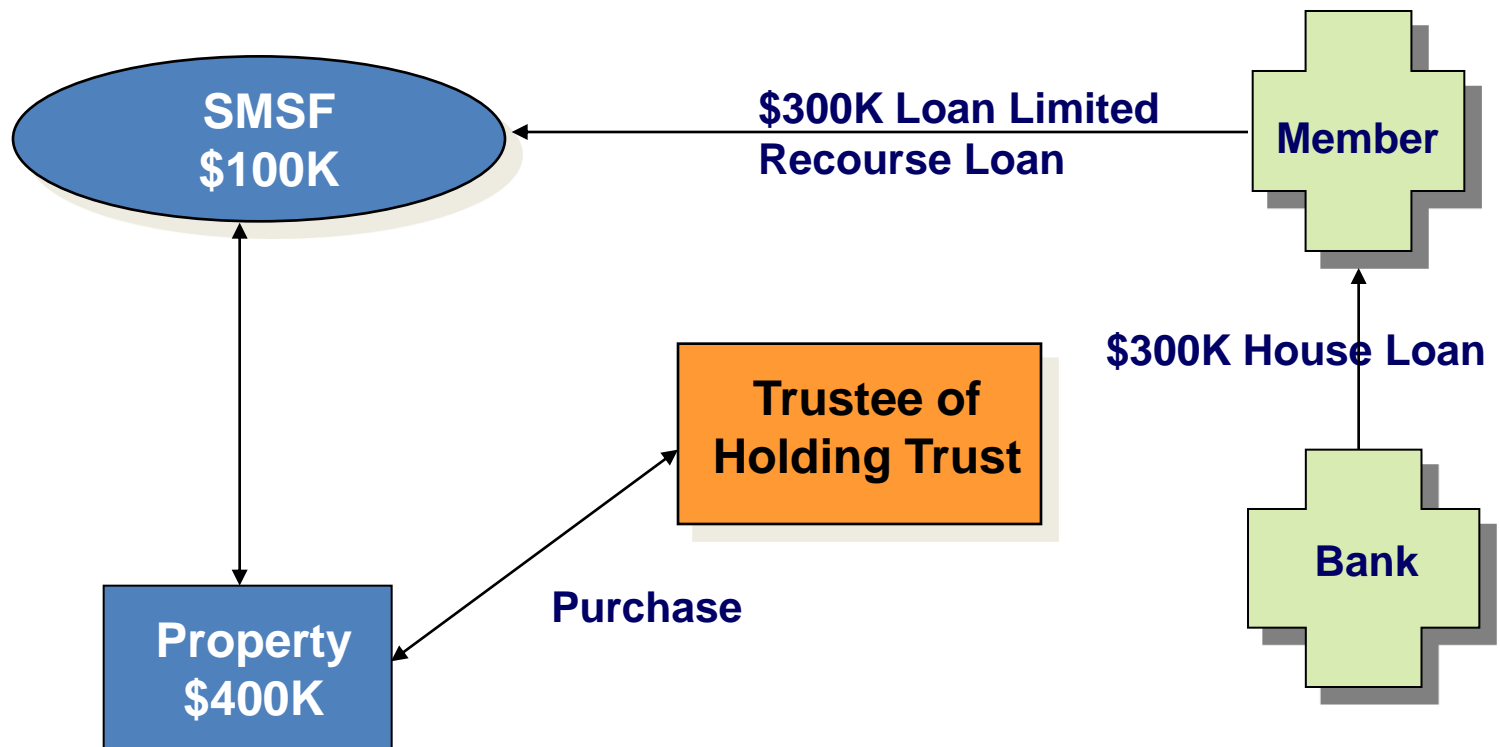 SMSF
$100K
$300K Loan Limited
Recourse Loan
Member
$300K House Loan
Trustee of
Holding Trust
Bank
Purchase
Property
$400K